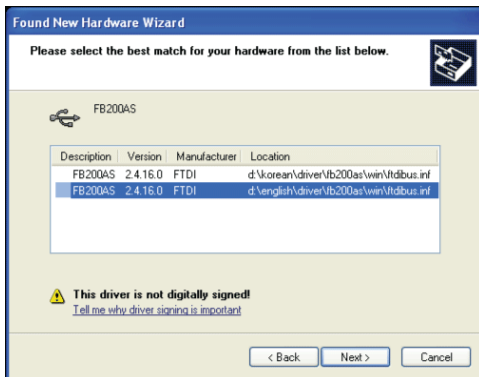 Found New Hardware Wizard
Please select the best match for your hardware from the list below.
FB200AS
Description Version Manufacturer Location
FB200AS 2.4.16.0 FTDI d:\korean\driver\fb200as\win\ftdibus.inf
FB200AS 2.4.16.0 FTDI d:\english\driver\fb200as\win\ftdibus.inf
This driver is not digitally signed!
Tell me why driver signing is important
< Back Next > Cancel